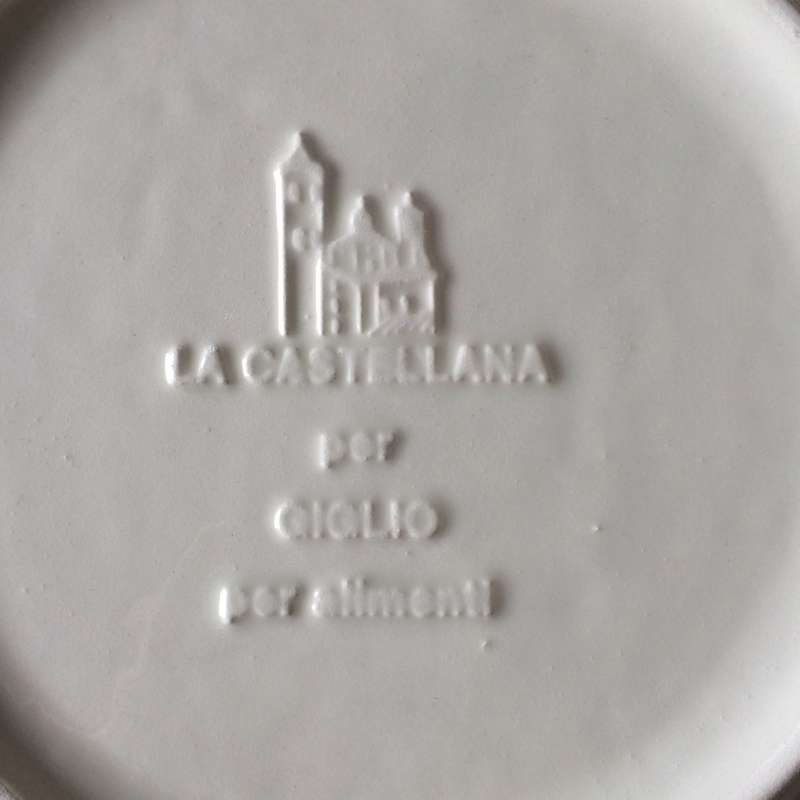 LA CASTELLANA
per
GIGLIO
per alimenti